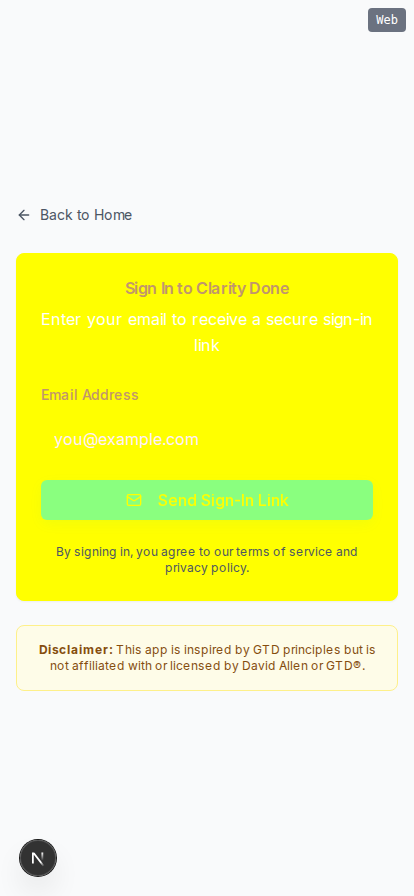 Web
Back to Home
Sign In to Clarity Done
Enter your email to receive a secure sign-in
link
Email Address
you@example.com
Send Sign-In Link
By signing in, you agree to our terms of service and
privacy policy.
Disclaimer: This app is inspired by GTD principles but is
not affiliated with or licensed by David Allen or GTD®.
N